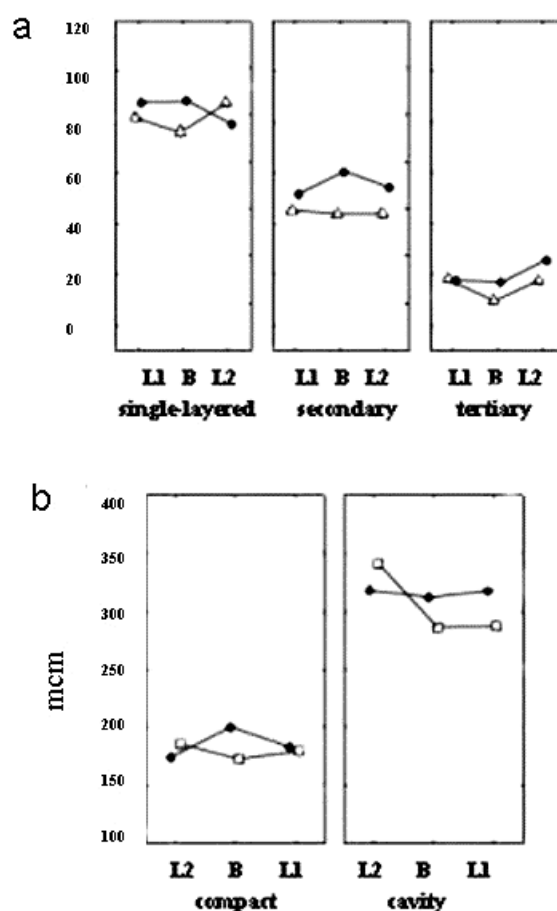 a
120
100
80
60
40
20
0
L1 B L2 L1 B L2 L1 B L2
single-layered secondary tertiary
b
400
350
300
250
200
150
100
mcm
L2 B L1 L2 B L1
compact cavity